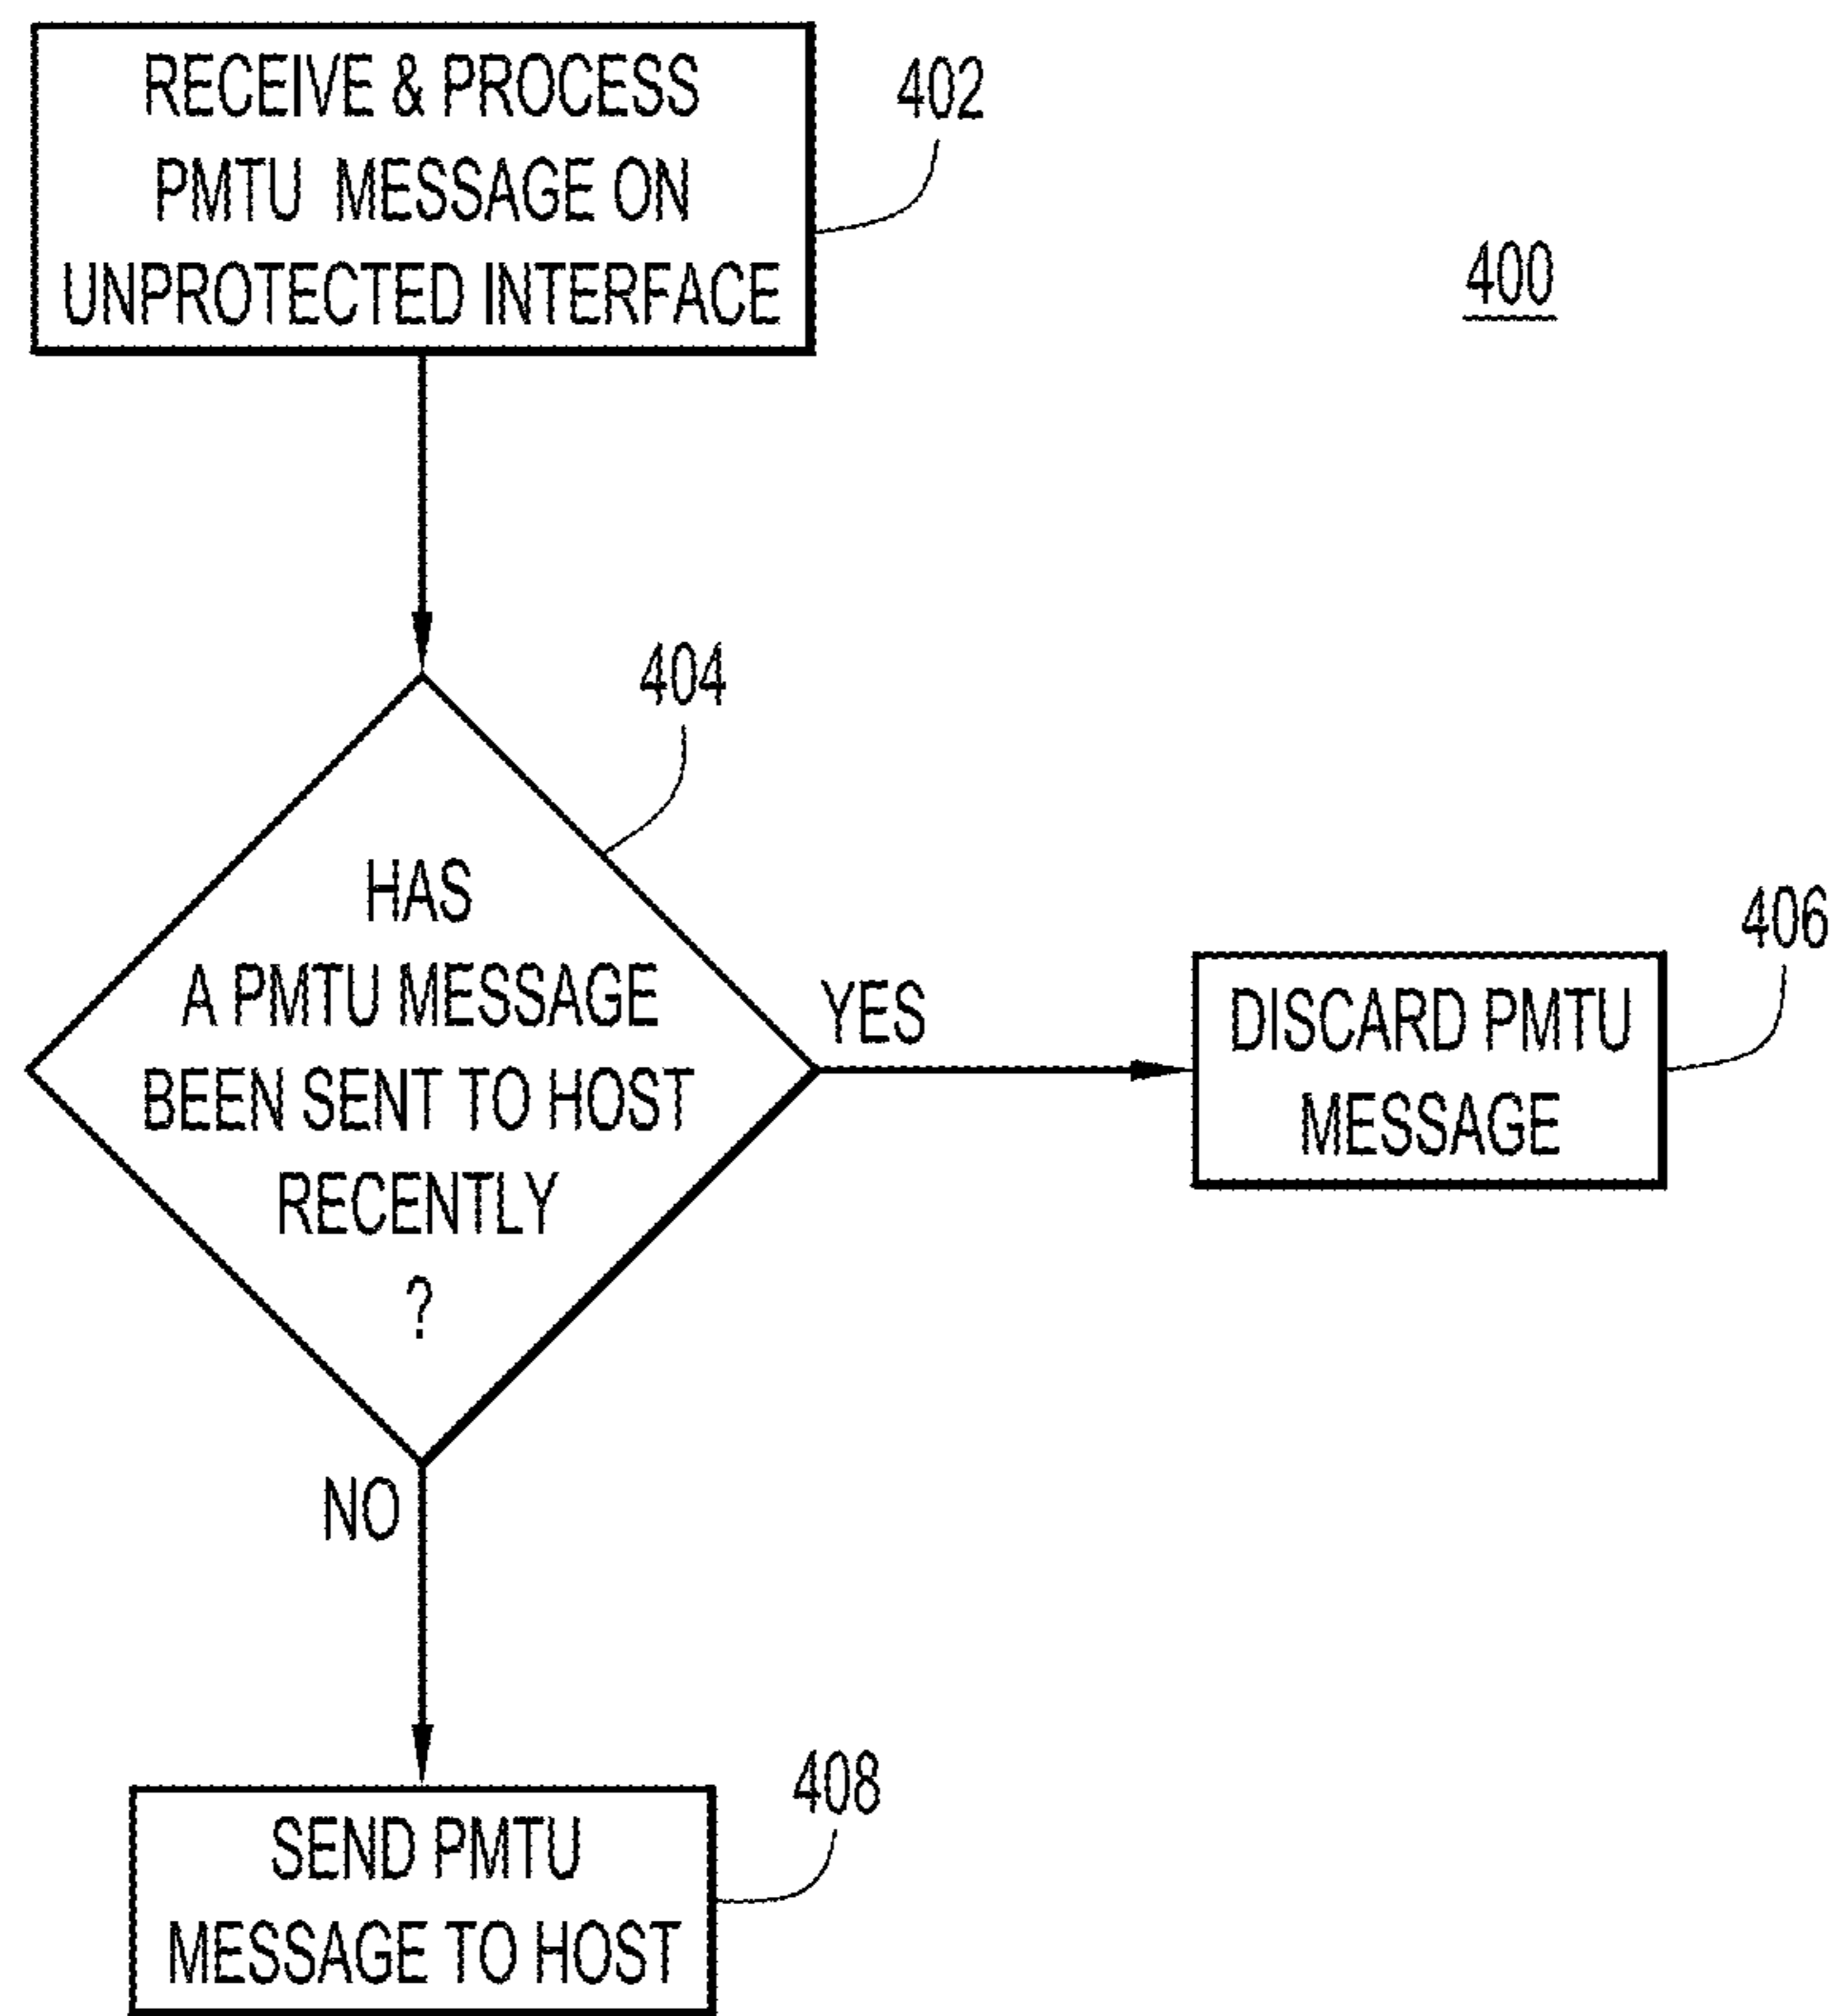 RECEIVE & PROCESS
PMTU MESSAGE ON
UNPROTECTED INTERFACE
402
400
404
HAS
A PMTU MESSAGE
BEEN SENT TO HOST
RECENTLY
?
YES
406
DISCARD PMTU
MESSAGE
NO
408
SEND PMTU
MESSAGE TO HOST